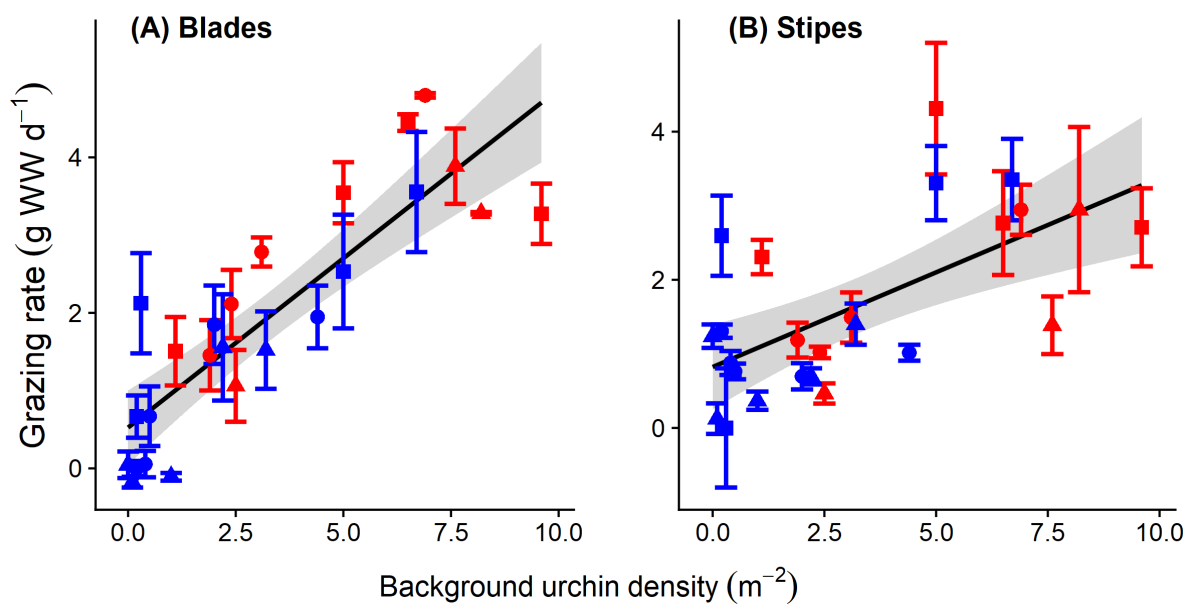 (A) Blades
(B) Stipes
Grazing rate (g WW d⁻¹)
4
2
0
4
2
0
0.0 2.5 5.0 7.5 10.0
0.0 2.5 5.0 7.5 10.0
Background urchin density (m⁻²)